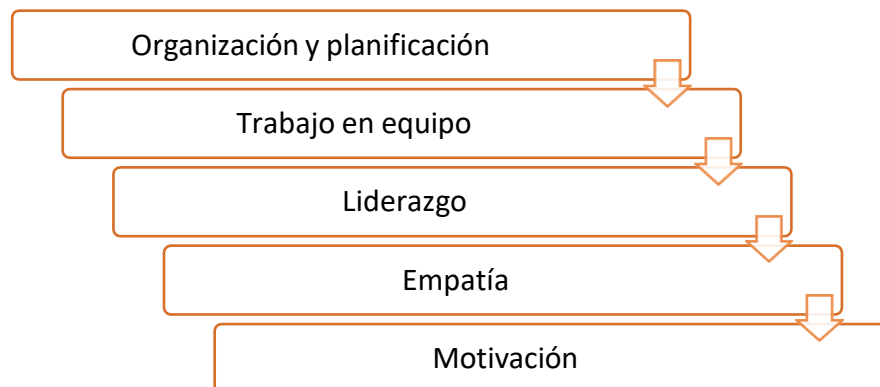 Organización y planificación
Trabajo en equipo
Liderazgo
Empatía
Motivación